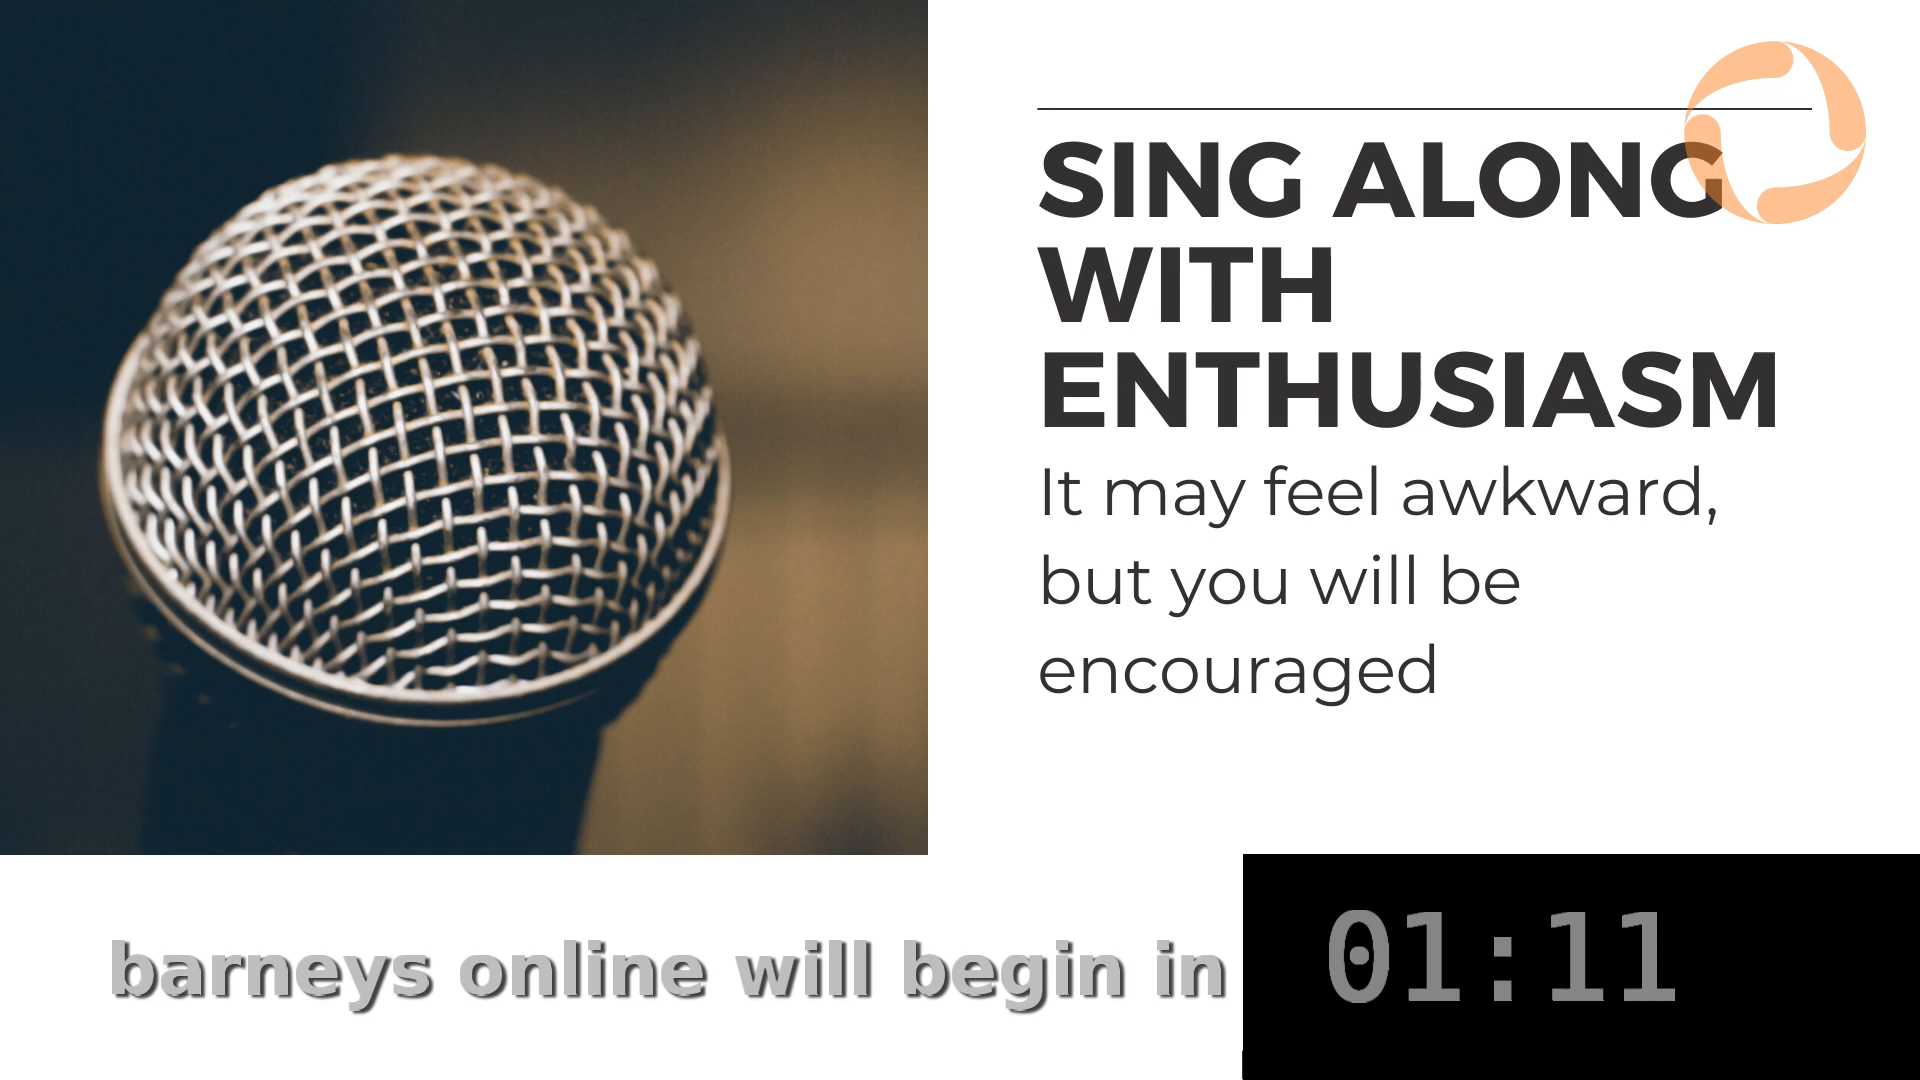 SING ALONG
WITH
ENTHUSIASM
It may feel awkward,
but you will be
encouraged
barneys online will begin in 01:11